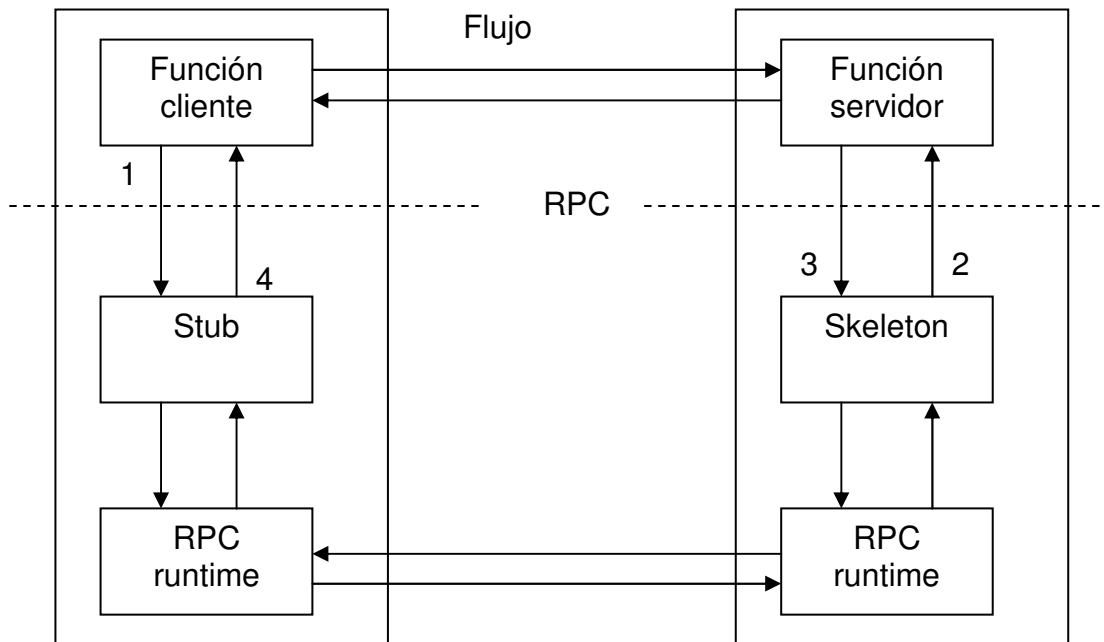 Flujo
Función
cliente
Función
servidor
1
RPC
4
3
2
Stub
Skeleton
RPC
runtime
RPC
runtime